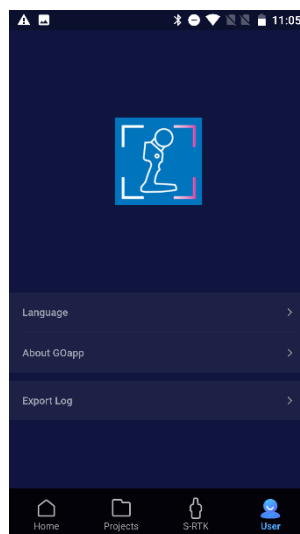 11:05
Language
About GOapp
Export Log
Home
Projects
S-RTK
User